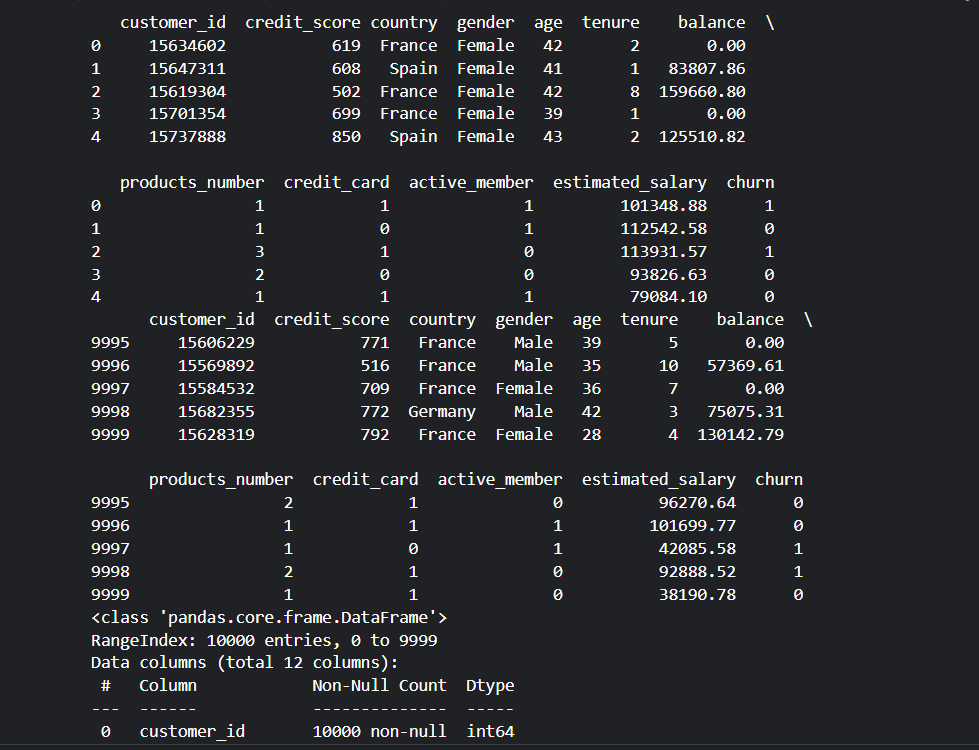 customer_id  credit_score country  gender  age  tenure    balance  \
0     15634602           619  France  Female   42       2       0.00
1     15647311           608   Spain  Female   41       1   83807.86
2     15619304           502  France  Female   42       8  159660.80
3     15701354           699  France  Female   39       1       0.00
4     15737888           850   Spain  Female   43       2  125510.82

   products_number  credit_card  active_member  estimated_salary  churn
0                1            1              1         101348.88      1
1                1            0              1         112542.58      0
2                3            1              0         113931.57      1
3                2            0              0          93826.63      0
4                1            1              1          79084.10      0
      customer_id  credit_score  country  gender  age  tenure    balance  \
9995     15606229           771   France    Male   39       5       0.00
9996     15569892           516   France    Male   35      10   57369.61
9997     15584532           709   France  Female   36       7       0.00
9998     15682355           772  Germany    Male   42       3   75075.31
9999     15628319           792   France  Female   28       4  130142.79

      products_number  credit_card  active_member  estimated_salary  churn
9995                2            1              0          96270.64      0
9996                1            1              1         101699.77      0
9997                1            0              1          42085.58      1
9998                2            1              0          92888.52      1
9999                1            1              0          38190.78      0
<class 'pandas.core.frame.DataFrame'>
RangeIndex: 10000 entries, 0 to 9999
Data columns (total 12 columns):
 #   Column            Non-Null Count  Dtype
---  ------            --------------  -----
 0   customer_id       10000 non-null  int64